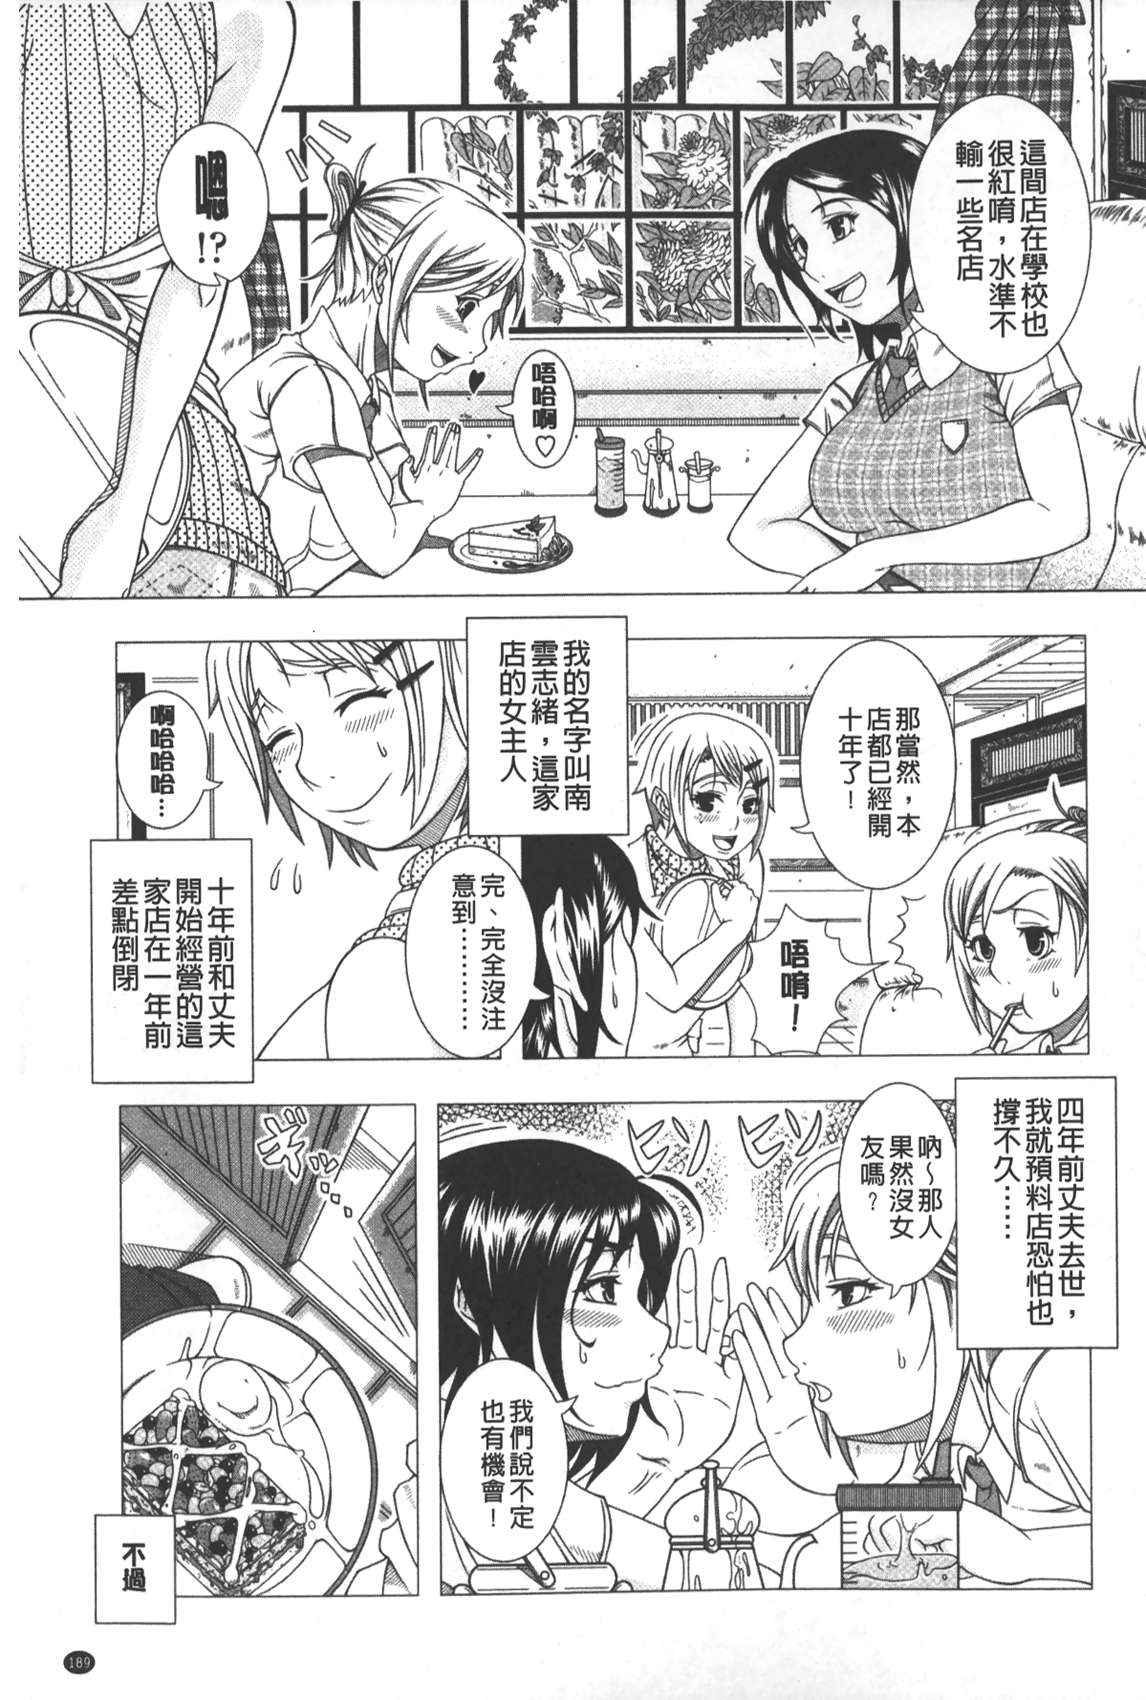 這間店在學校也
很紅唷，水準不
輸一些名店
唔哈啊♡
嗯
!?
那當然，本
店都已經開
十年了！
唔唷！
我的名字叫南
雲志緒，這家
店的女主人
完、完全沒注
意到…………
啊哈哈哈…
十年前和丈夫
開始經營的這
家店在一年前
差點倒閉
四年前丈夫去世，
我就預料店恐怕也
撐不久……
吶～那人
果然沒女
友嗎？
ヒソ
ヒソ
我們說不定
也有機會！
ギッ…
不過
189